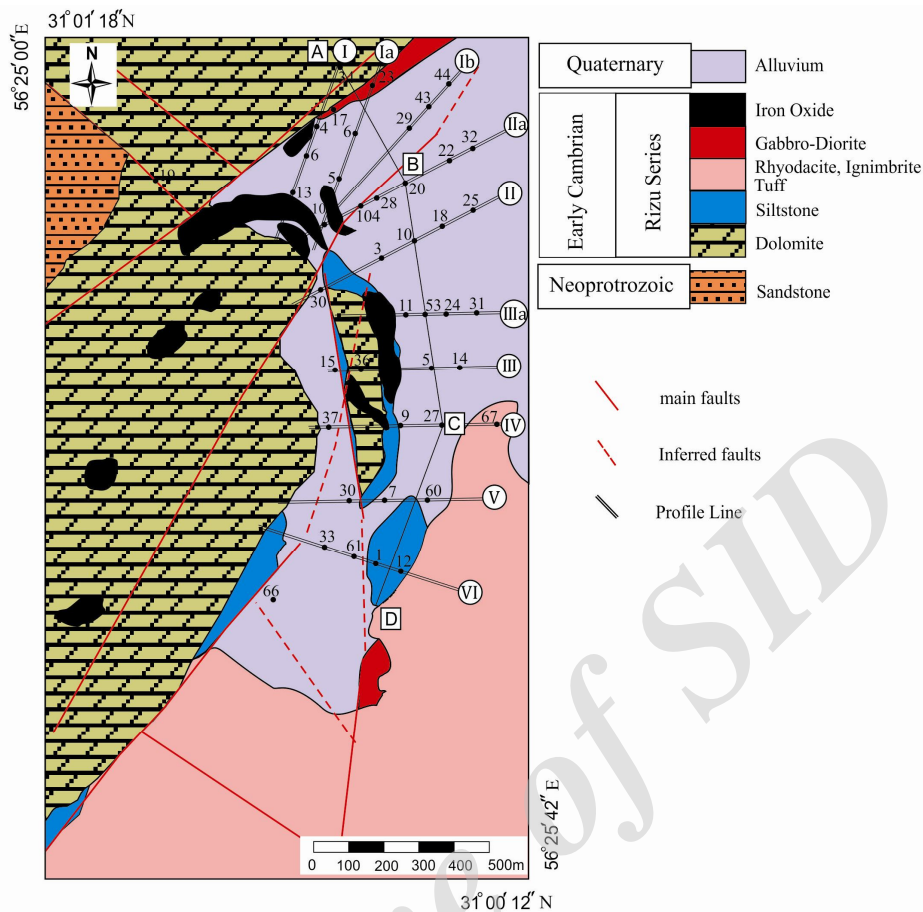 31 01 18 N
56 25 00 E
N
A
I
Ia
Ib
IIa
II
IIIa
III
IV
V
VI
B
C
D
31
23
44
43
17
4
6
29
32
22
6
19
5
13
20
28
10
104
25
18
10
3
30
11
53
24
31
15
36
5
14
37
9
27
67
30
7
60
33
61
1
12
66
Quaternary
Alluvium
Early Cambrian
Rizu Series
Iron Oxide
Gabbro-Diorite
Rhyodacite, Ignimbrite
Tuff
Siltstone
Dolomite
Neoprotrozoic
Sandstone
main faults
Inferred faults
Profile Line
0 100 200 300 400 500m
56 25′ 42″ E
31 00′ 12″N
e of SID